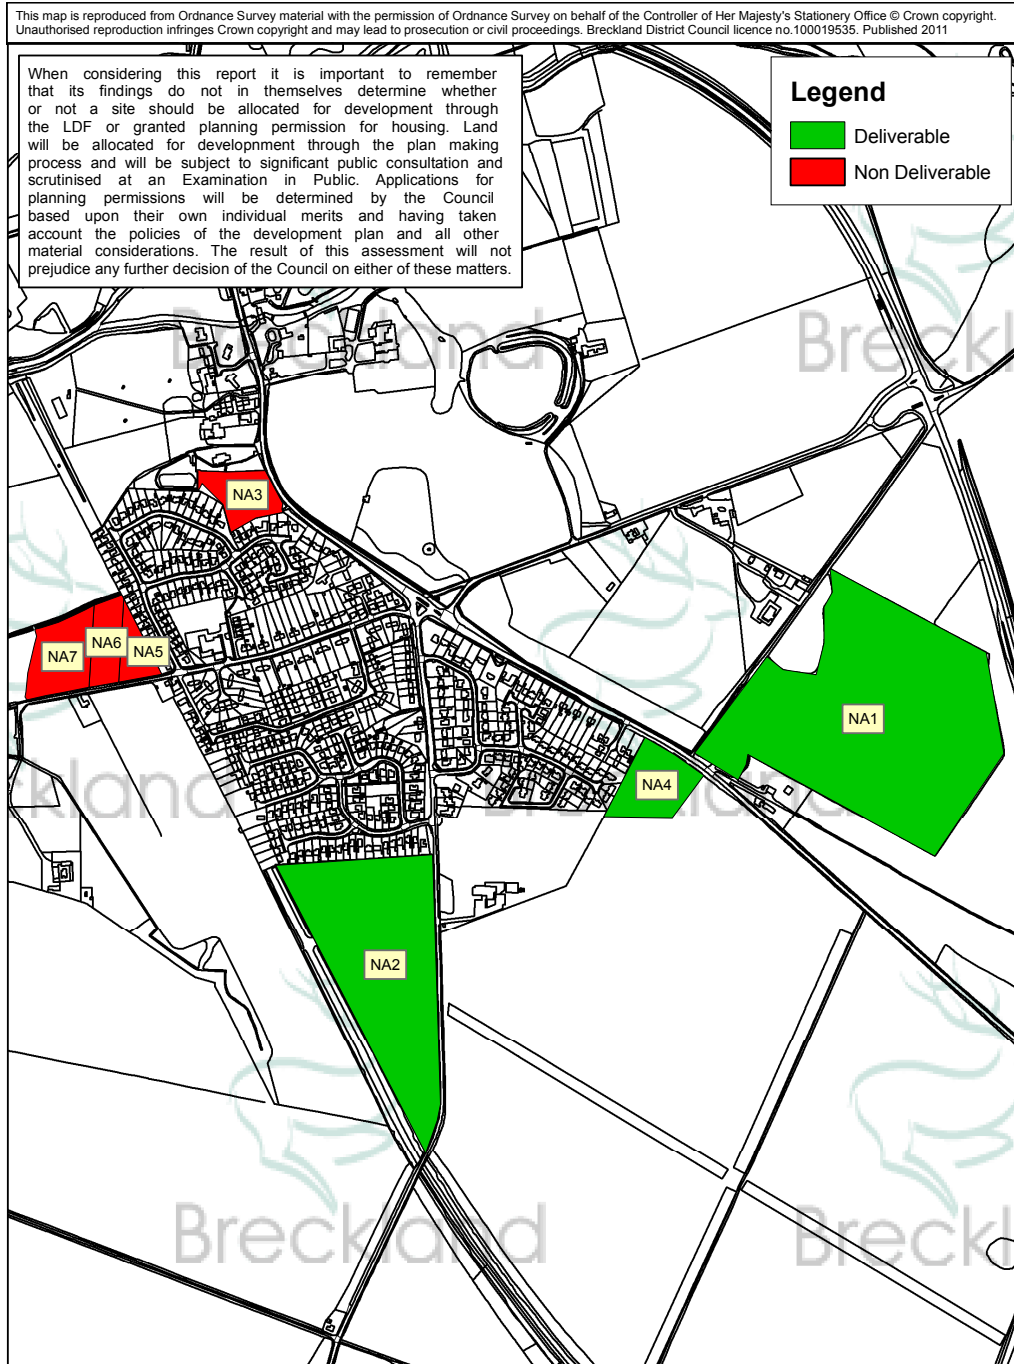 This map is reproduced from Ordnance Survey material with the permission of Ordnance Survey on behalf of the Controller of Her Majesty's Stationery Office © Crown copyright.
Unauthorised reproduction infringes Crown copyright and may lead to prosecution or civil proceedings. Breckland District Council licence no.100019535. Published 2011
When considering this report it is important to remember
that its findings do not in themselves determine whether
or not a site should be allocated for development through
the LDF or granted planning permission for housing. Land
will be allocated for developnment through the plan making
process and will be subject to significant public consultation and
scrutinised at an Examination in Public. Applications for
planning permissions will be determined by the Council
based upon their own individual merits and having taken
account the policies of the development plan and all other
material considerations. The result of this assessment will not
prejudice any further decision of the Council on either of these matters.
Legend
Deliverable
Non Deliverable
Breckland
Breckl
NA3
NA6
NA5
NA7
NA1
NA4
ckland
Breckland
NA2
Breckland
Breckl